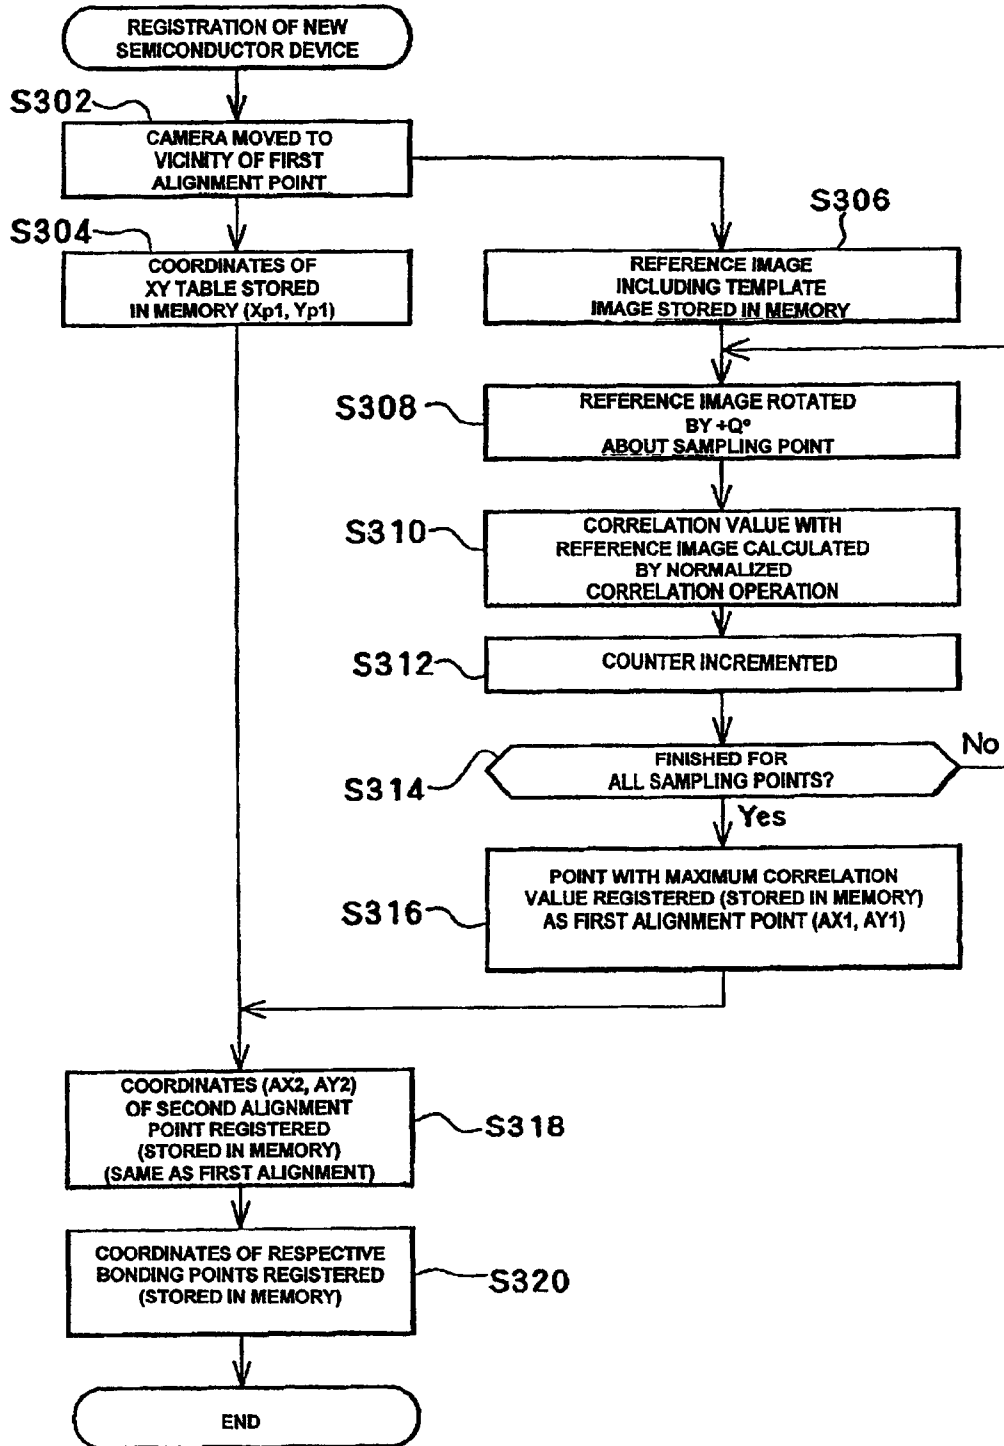 REGISTRATION OF NEW
SEMICONDUCTOR DEVICE
S302
CAMERA MOVED TO
VICINITY OF FIRST
ALIGNMENT POINT
S304
COORDINATES OF
XY TABLE STORED
IN MEMORY (Xp1, Yp1)
S306
REFERENCE IMAGE
INCLUDING TEMPLATE
IMAGE STORED IN MEMORY
S308
REFERENCE IMAGE ROTATED
BY +Q°
ABOUT SAMPLING POINT
S310
CORRELATION VALUE WITH
REFERENCE IMAGE CALCULATED
BY NORMALIZED
CORRELATION OPERATION
S312
COUNTER INCREMENTED
S314
FINISHED FOR
ALL SAMPLING POINTS?
No
Yes
S316
POINT WITH MAXIMUM CORRELATION
VALUE REGISTERED (STORED IN MEMORY)
AS FIRST ALIGNMENT POINT (AX1, AY1)
COORDINATES (AX2, AY2)
OF SECOND ALIGNMENT
POINT REGISTERED
(STORED IN MEMORY)
(SAME AS FIRST ALIGNMENT)
S318
COORDINATES OF RESPECTIVE
BONDING POINTS REGISTERED
(STORED IN MEMORY)
S320
END